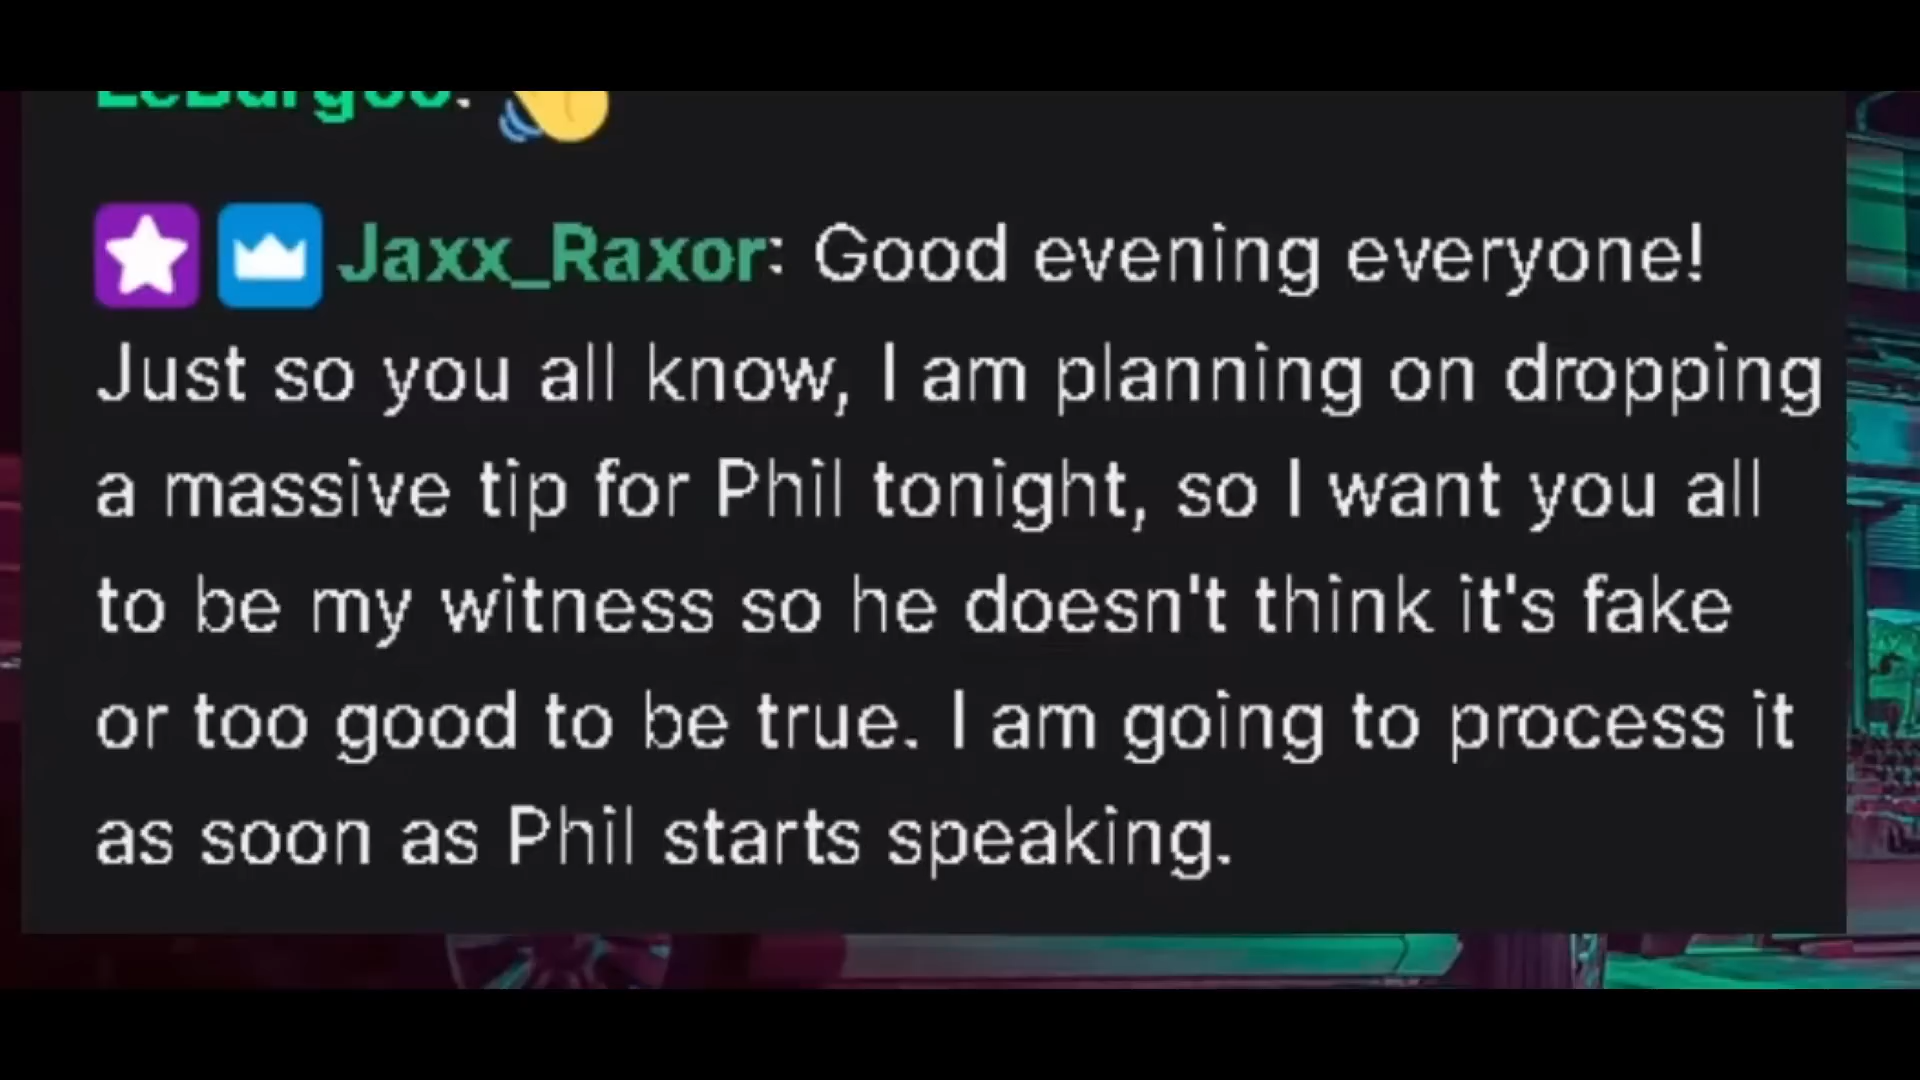 Jaxx_Raxor: Good evening everyone!
Just so you all know, I am planning on dropping
a massive tip for Phil tonight, so I want you all
to be my witness so he doesn't think it's fake
or too good to be true. I am going to process it
as soon as Phil starts speaking.